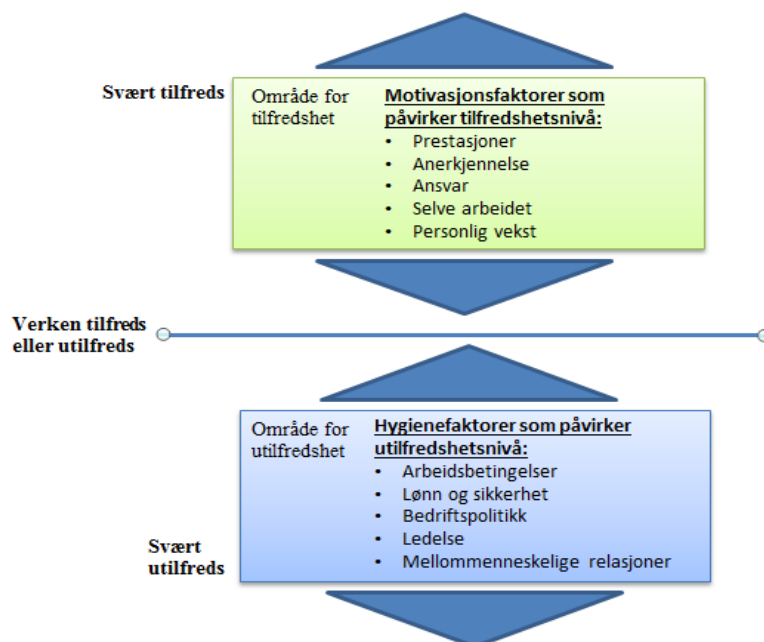 Svært tilfreds
Område for
tilfredshet
Motivasjonsfaktorer som
påvirker tilfredshetsnivå:
• Prestasjoner
• Anerkjennelse
• Ansvar
• Selve arbeidet
• Personlig vekst
Verken tilfreds
eller utilfreds
Område for
utilfredshet
Hygienefaktorer som påvirker
utilfredshetsnivå:
• Arbeidsbetingelser
• Lønn og sikkerhet
• Bedriftspolitikk
• Ledelse
• Mellommenneskelige relasjoner
Svært
utilfreds